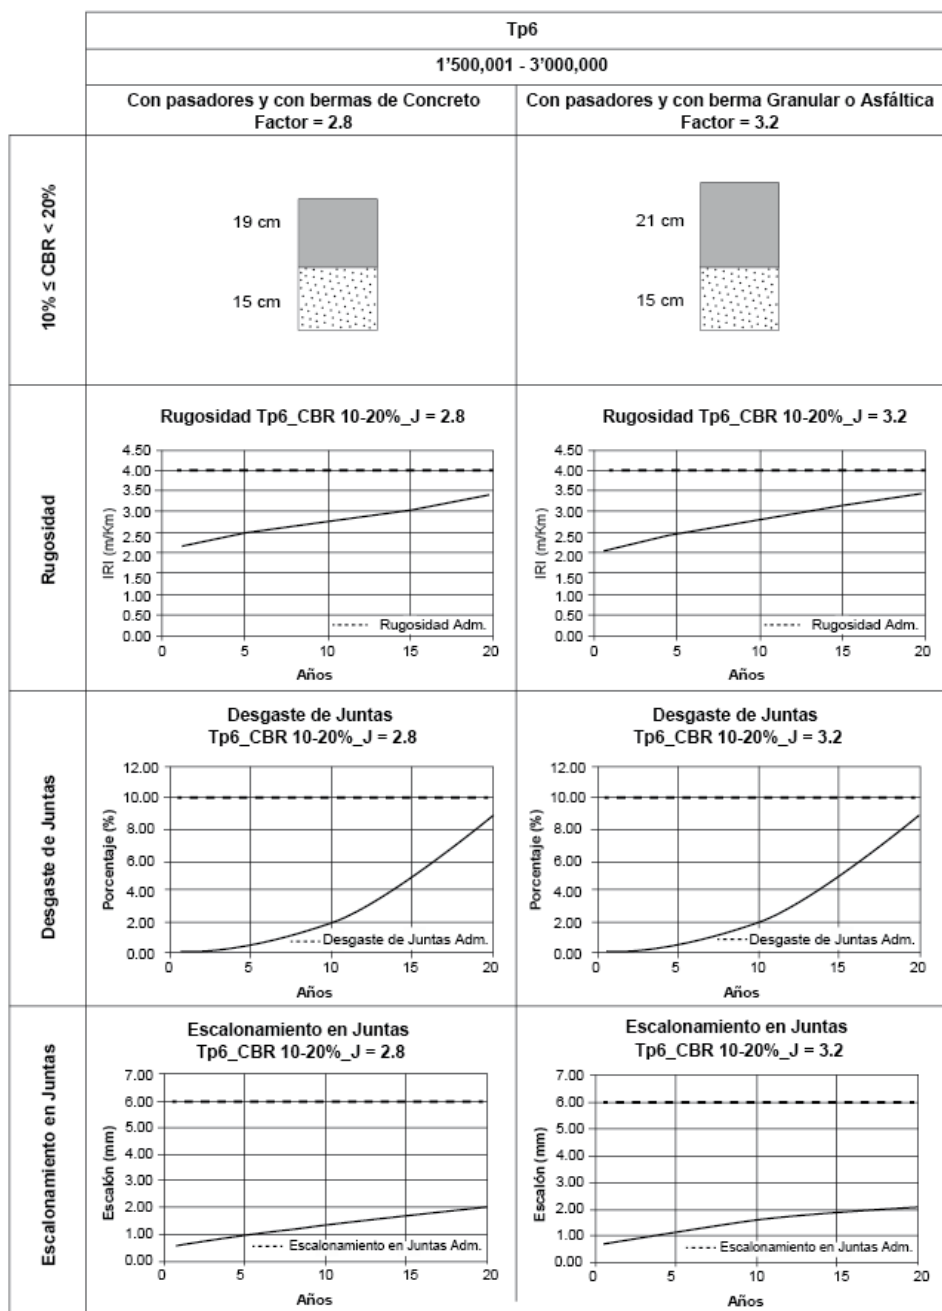 Tp6
1'500,001 - 3'000,000
Con pasadores y con bermas de Concreto
Factor = 2.8
Con pasadores y con berma Granular o Asfáltica
Factor = 3.2
10% ≤ CBR < 20%
19 cm
15 cm
21 cm
15 cm
Rugosidad
Rugosidad Tp6_CBR 10-20%_J = 2.8
IRI (m/Km)
4.50
4.00
3.50
3.00
2.50
2.00
1.50
1.00
0.50
0.00
Rugosidad Adm.
0 5 10 15 20
Años
Rugosidad Tp6_CBR 10-20%_J = 3.2
IRI (m/Km)
4.50
4.00
3.50
3.00
2.50
2.00
1.50
1.00
0.50
0.00
Rugosidad Adm.
0 5 10 15 20
Años
Desgaste de Juntas
Desgaste de Juntas
Tp6_CBR 10-20%_J = 2.8
Porcentaje (%)
12.00
10.00
8.00
6.00
4.00
2.00
0.00
Desgaste de Juntas Adm.
0 5 10 15 20
Años
Desgaste de Juntas
Tp6_CBR 10-20%_J = 3.2
Porcentaje (%)
12.00
10.00
8.00
6.00
4.00
2.00
0.00
Desgaste de Juntas Adm.
0 5 10 15 20
Años
Escalonamiento en Juntas
Escalonamiento en Juntas
Tp6_CBR 10-20%_J = 2.8
Escalón (mm)
7.00
6.00
5.00
4.00
3.00
2.00
1.00
0.00
Escalonamiento en Juntas Adm.
0 5 10 15 20
Años
Escalonamiento en Juntas
Tp6_CBR 10-20%_J = 3.2
Escalón (mm)
7.00
6.00
5.00
4.00
3.00
2.00
1.00
0.00
Escalonamiento en Juntas Adm.
0 5 10 15 20
Años